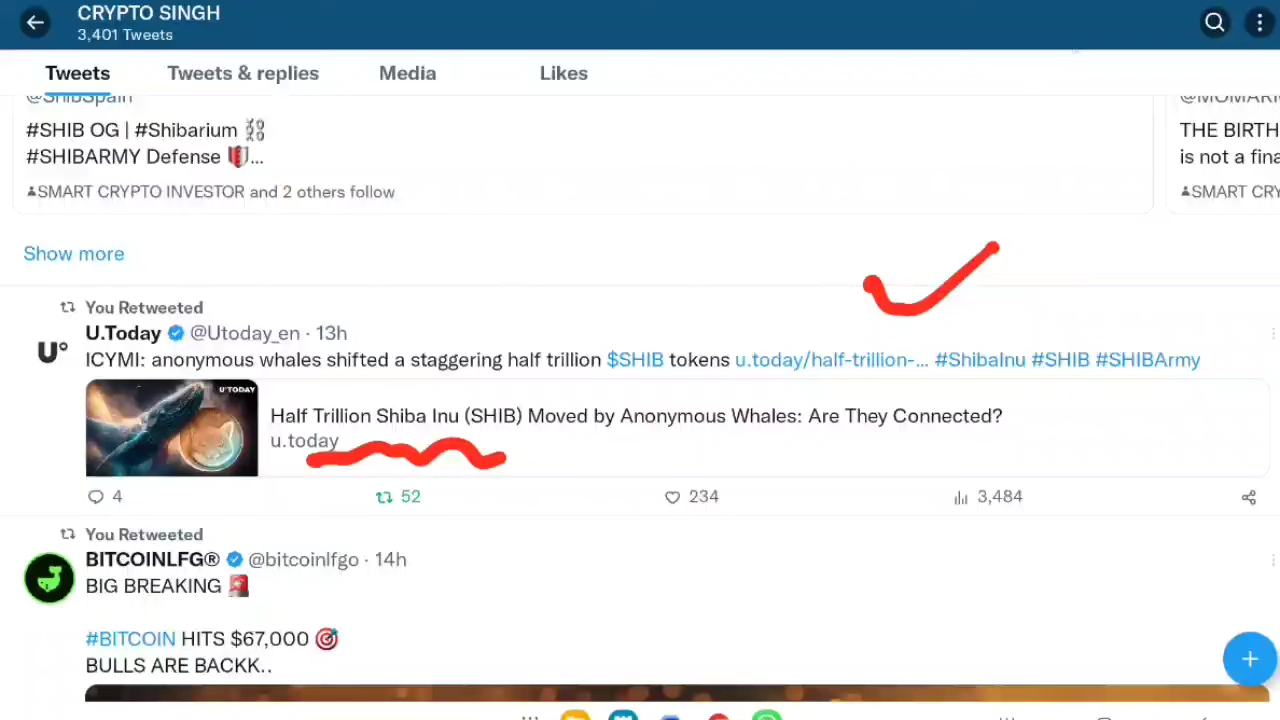 CRYPTO SINGH
3,401 Tweets
Tweets Tweets & replies Media Likes
@ShibSpain
#SHIB OG | #Shibarium ⛓
#SHIBARMY Defense 🛡...
SMART CRYPTO INVESTOR and 2 others follow
THE BIRTH
is not a fina
SMART CRY
Show more
You Retweeted
U.Today @Utoday_en · 13h
ICYMI: anonymous whales shifted a staggering half trillion $SHIB tokens u.today/half-trillion-... #ShibaInu #SHIB #SHIBArmy
U°
U°TODAY
Half Trillion Shiba Inu (SHIB) Moved by Anonymous Whales: Are They Connected?
u.today
4 52 234 3,484
You Retweeted
BITCOINLFG® @bitcoinlfgo · 14h
BIG BREAKING 🚨
#BITCOIN HITS $67,000 🎯
BULLS ARE BACKK..